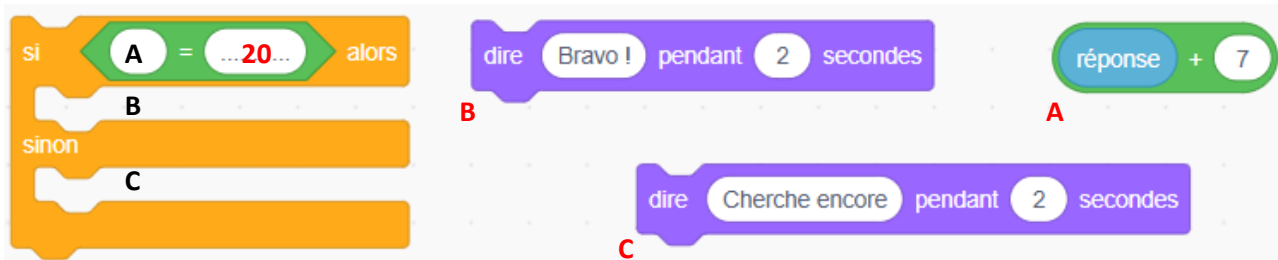 si A = ...20... alors
B
sinon
C
dire Bravo ! pendant 2 secondes
B
réponse + 7
A
dire Cherche encore pendant 2 secondes
C